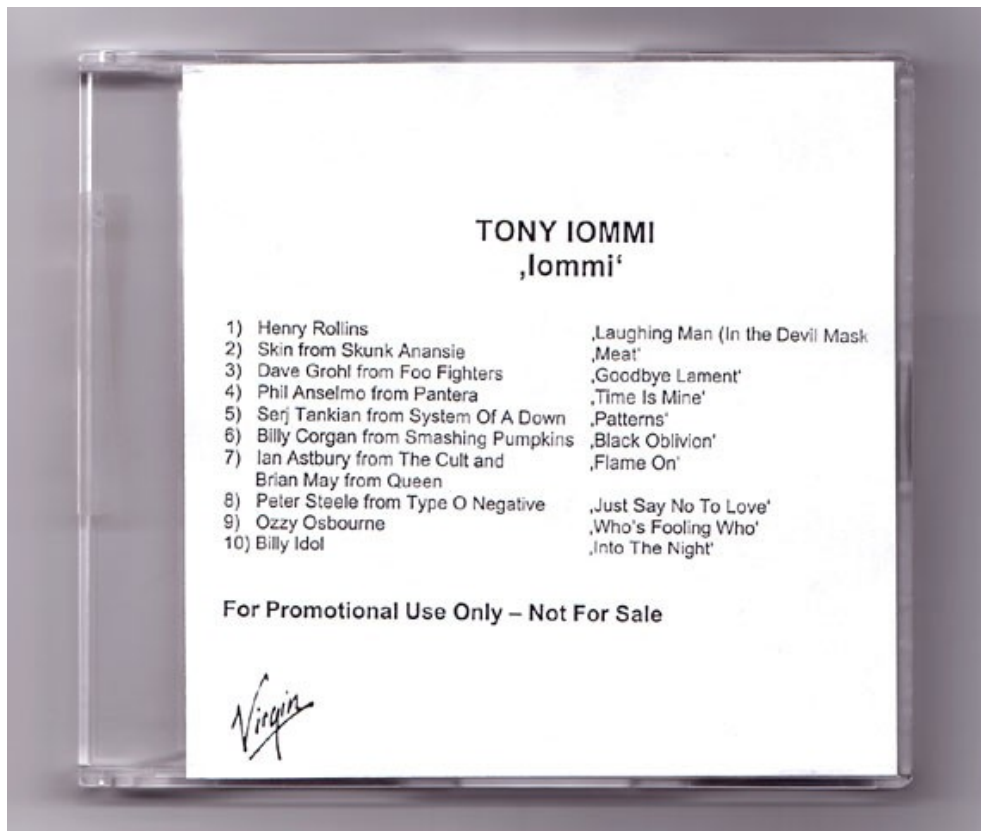 TONY IOMMI
‚Iommi‘
1) Henry Rollins ‚Laughing Man (In the Devil Mask
2) Skin from Skunk Anansie ‚Meat‘
3) Dave Grohl from Foo Fighters ‚Goodbye Lament‘
4) Phil Anselmo from Pantera ‚Time Is Mine‘
5) Serj Tankian from System Of A Down ‚Patterns‘
6) Billy Corgan from Smashing Pumpkins ‚Black Oblivion‘
7) Ian Astbury from The Cult and ‚Flame On‘
Brian May from Queen
8) Peter Steele from Type O Negative ‚Just Say No To Love‘
9) Ozzy Osbourne ‚Who's Fooling Who‘
10) Billy Idol ‚Into The Night‘
For Promotional Use Only – Not For Sale
Virgin